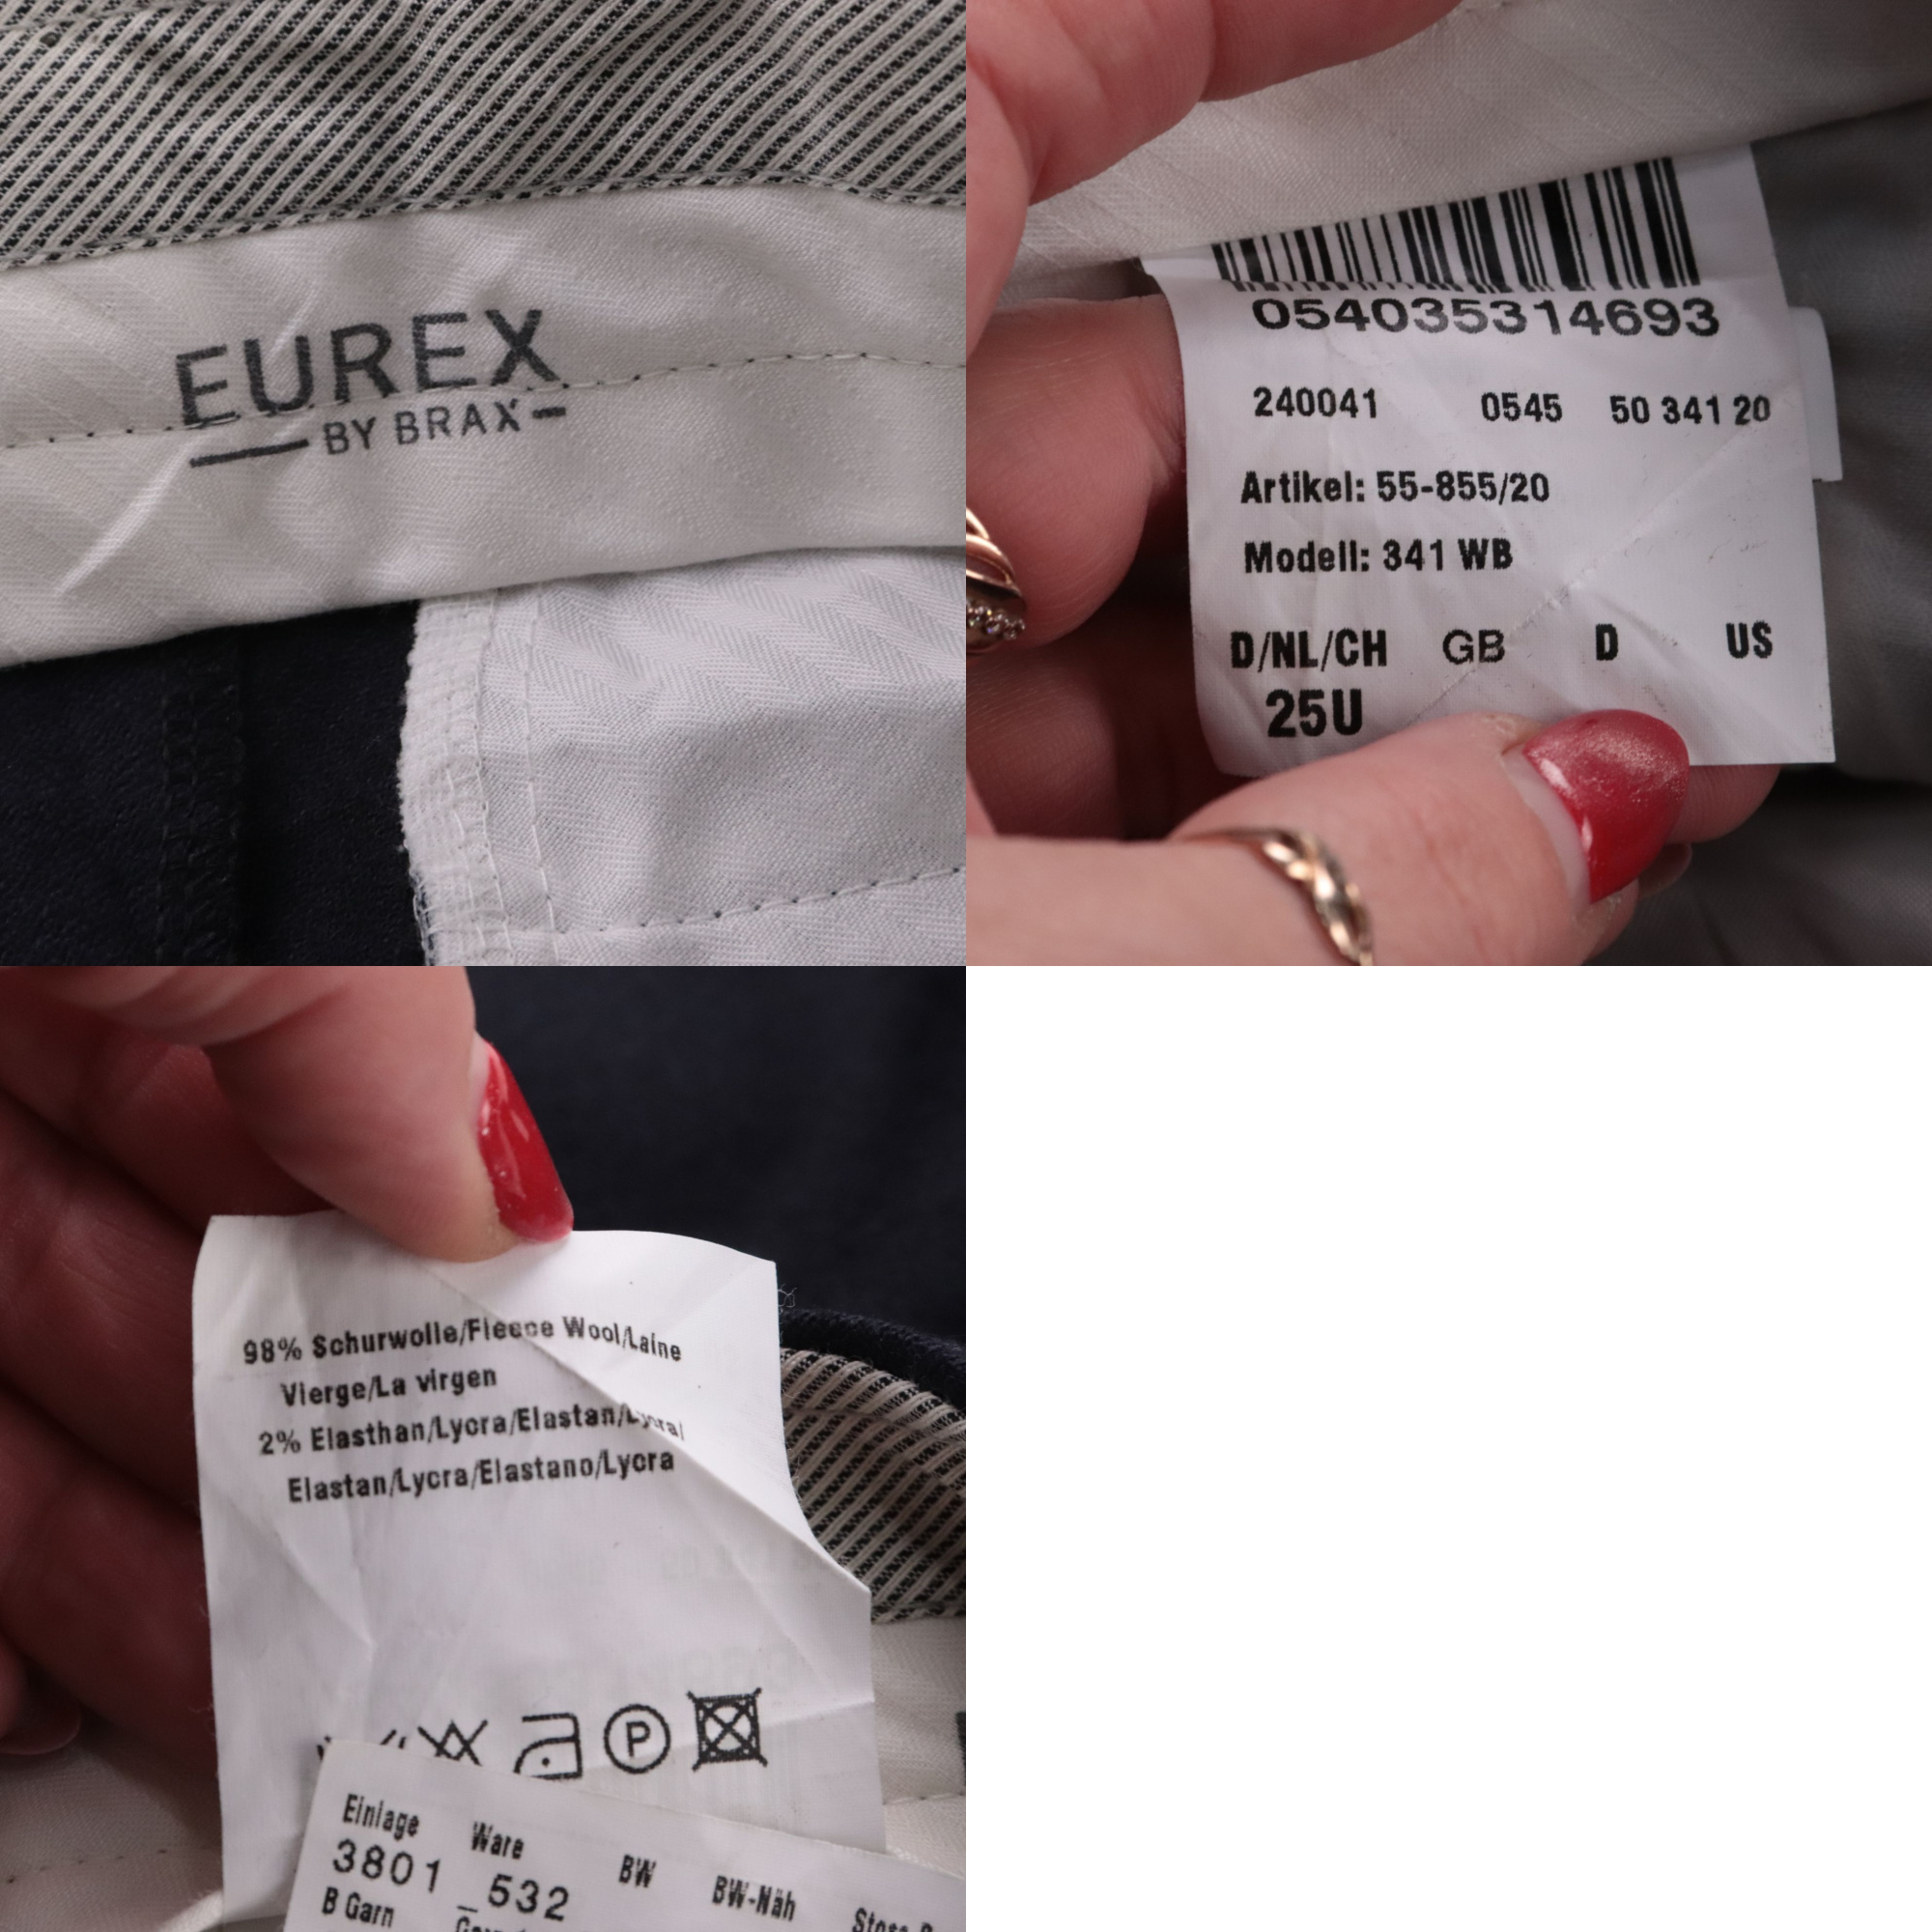 EUREX
BY BRAX
054035314693
240041 0545 50 341 20
Artikel: 55-855/20
Modell: 341 WB
D/NL/CH GB D US
25U
98% Schurwolle/Fleece Wool/Laine
Vierge/La virgen
2% Elasthan/Lycra/Elastan/Lycra/
Elastan/Lycra/Elastano/Lycra
P
Einlage Ware BW BW-Näh
3801 _532
B Garn